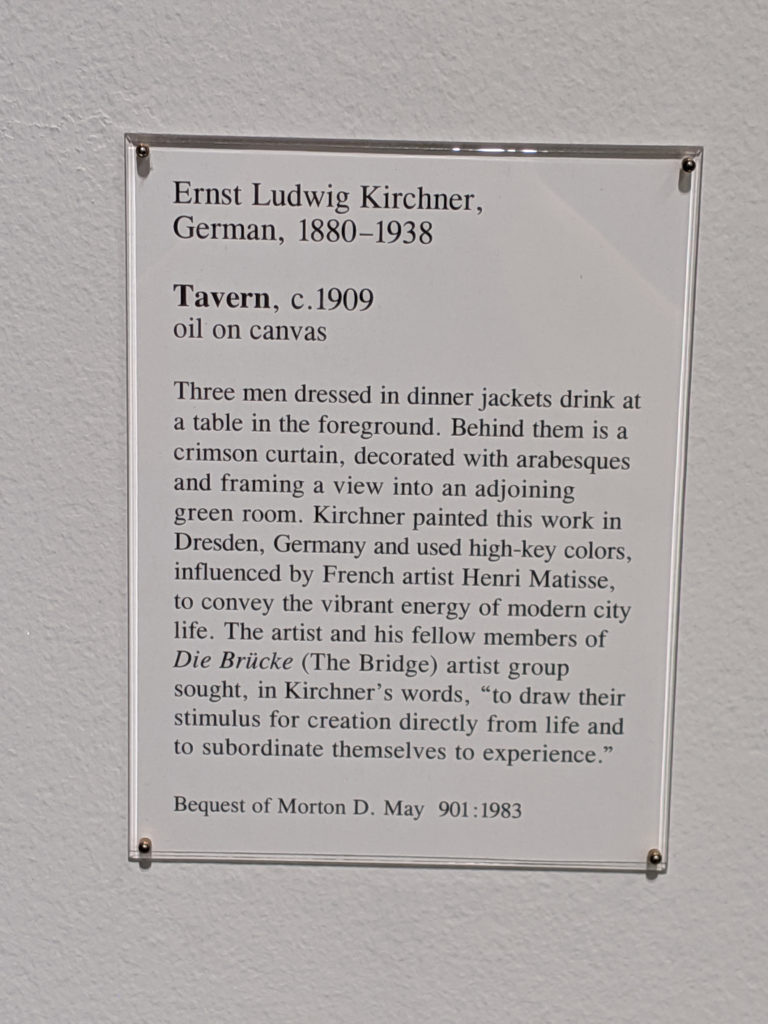 Ernst Ludwig Kirchner,
German, 1880–1938
Tavern, c.1909
oil on canvas
Three men dressed in dinner jackets drink at
a table in the foreground. Behind them is a
crimson curtain, decorated with arabesques
and framing a view into an adjoining
green room. Kirchner painted this work in
Dresden, Germany and used high-key colors,
influenced by French artist Henri Matisse,
to convey the vibrant energy of modern city
life. The artist and his fellow members of
Die Brücke (The Bridge) artist group
sought, in Kirchner’s words, “to draw their
stimulus for creation directly from life and
to subordinate themselves to experience.”
Bequest of Morton D. May 901:1983